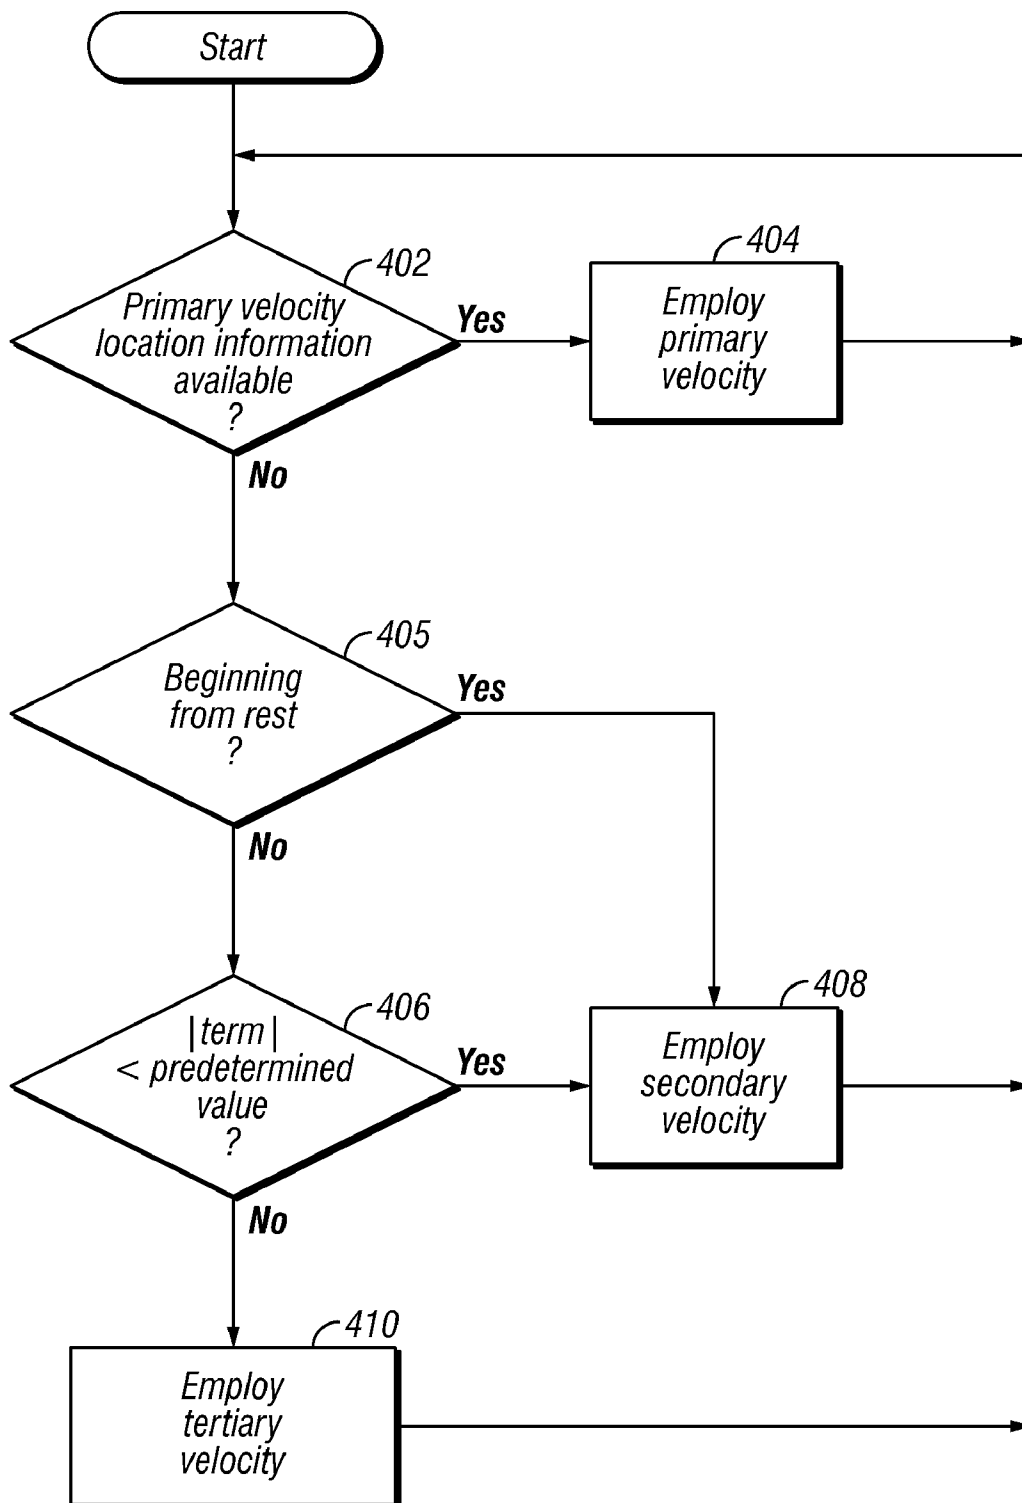 Start
402
Primary velocity
location information
available
?
Yes
No
404
Employ
primary
velocity
405
Beginning
from rest
?
Yes
No
406
|term|
< predetermined
value
?
Yes
No
408
Employ
secondary
velocity
410
Employ
tertiary
velocity